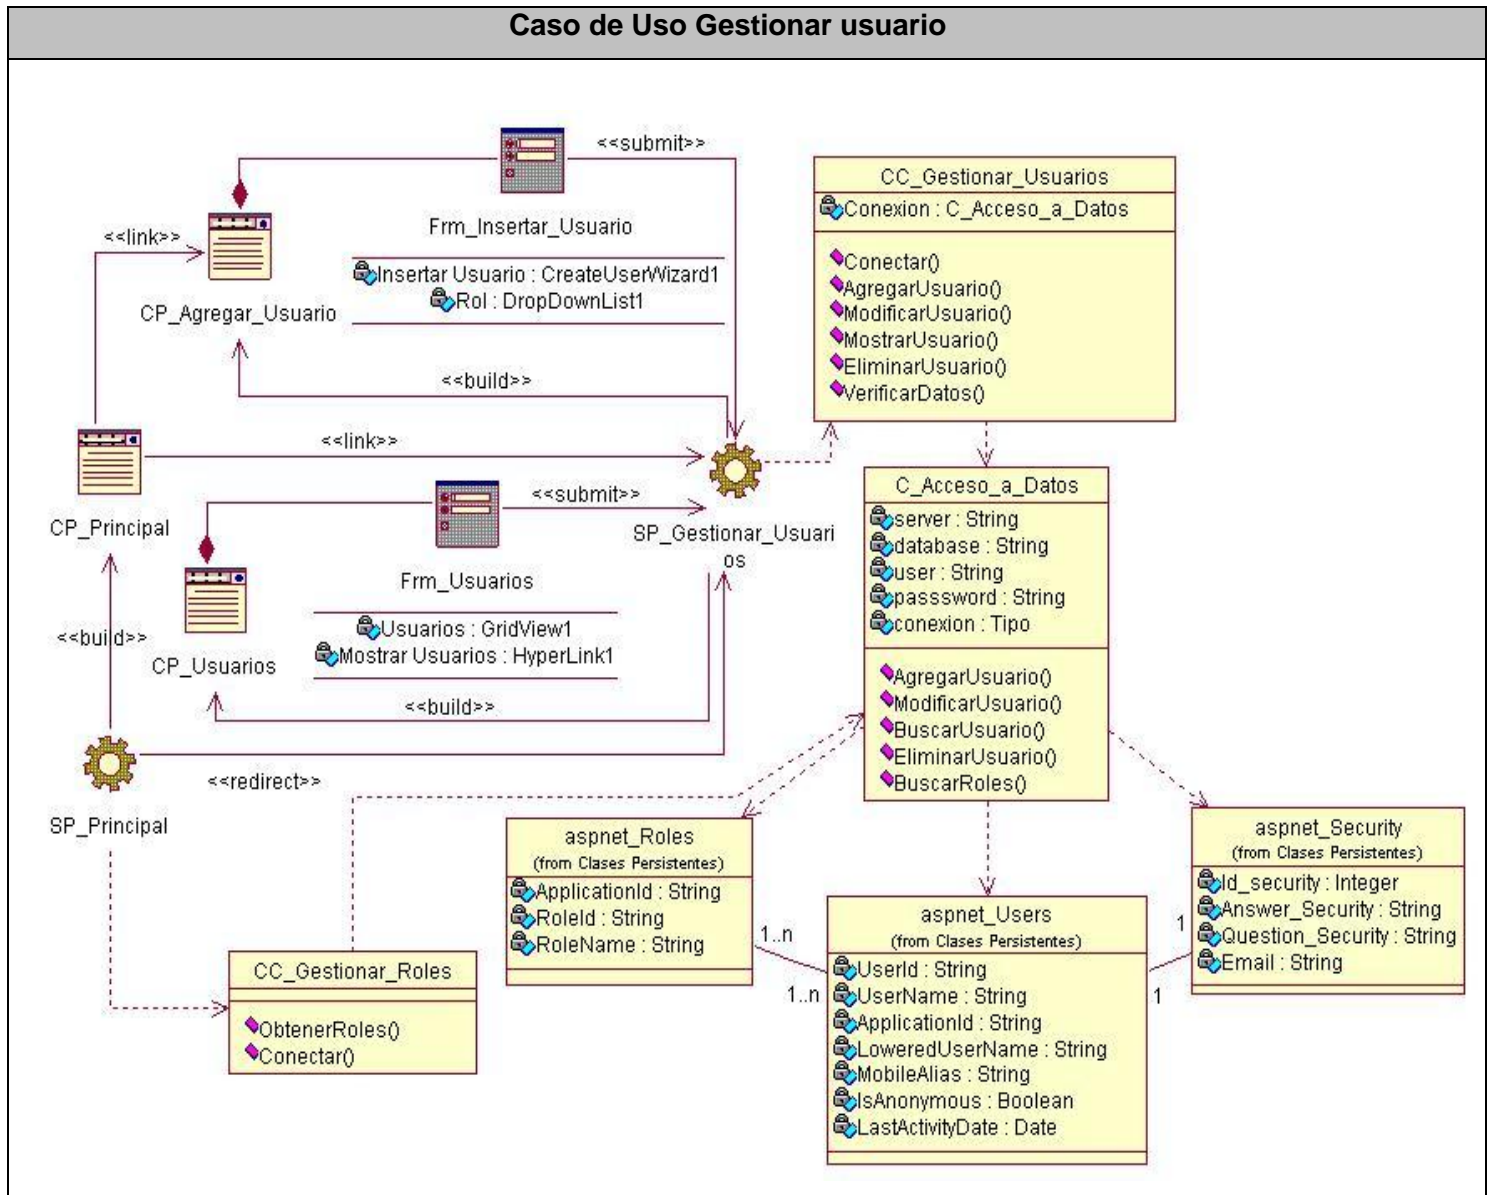 Caso de Uso Gestionar usuario
<<submit>>
<<link>>
Frm_Insertar_Usuario
Insertar Usuario : CreateUserWizard1
Rol : DropDownList1
CP_Agregar_Usuario
<<build>>
<<link>>
CP_Principal
<<submit>>
SP_Gestionar_Usuari
os
Frm_Usuarios
Usuarios : GridView1
Mostrar Usuarios : HyperLink1
<<build>>
CP_Usuarios
<<build>>
<<redirect>>
SP_Principal
CC_Gestionar_Usuarios
Conexion : C_Acceso_a_Datos
Conectar()
AgregarUsuario()
ModificarUsuario()
MostrarUsuario()
EliminarUsuario()
VerificarDatos()
C_Acceso_a_Datos
server : String
database : String
user : String
passsword : String
conexion : Tipo
AgregarUsuario()
ModificarUsuario()
BuscarUsuario()
EliminarUsuario()
BuscarRoles()
aspnet_Roles
(from Clases Persistentes)
ApplicationId : String
RoleId : String
RoleName : String
1..n
1..n
aspnet_Users
(from Clases Persistentes)
UserId : String
UserName : String
ApplicationId : String
LoweredUserName : String
MobileAlias : String
IsAnonymous : Boolean
LastActivityDate : Date
1
1
aspnet_Security
(from Clases Persistentes)
Id_security : Integer
Answer_Security : String
Question_Security : String
Email : String
CC_Gestionar_Roles
ObtenerRoles()
Conectar()